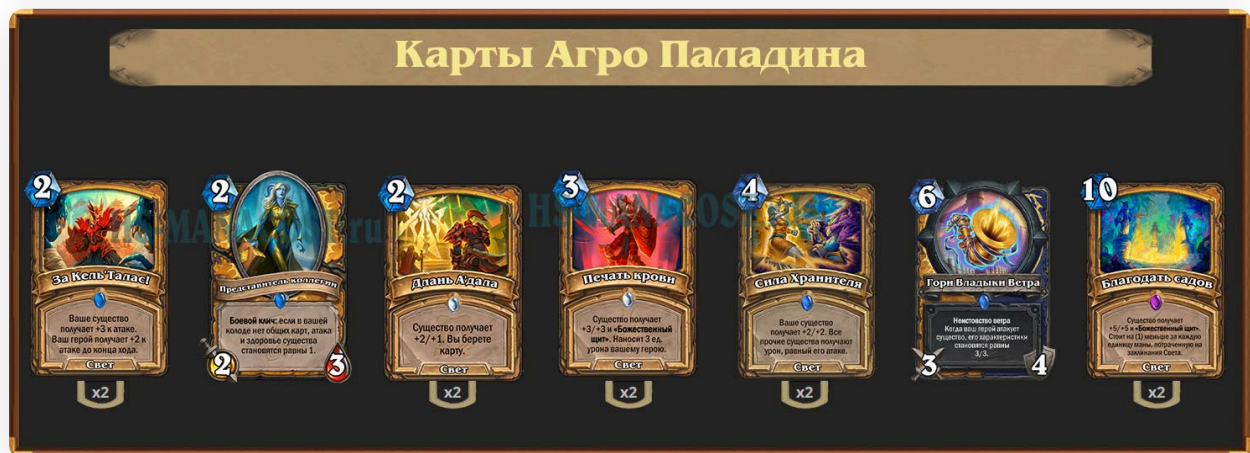 Карты Агро Паладина
2
За Кель'Талас!
Ваше существо
получает +3 к атаке.
Ваш герой получает +2 к
атаке до конца хода.
Свет
x2
2
Представитель коллегии
Боевой клич: если в вашей
колоде нет общих карт, атака
и здоровье существа
становятся равны 1.
2
3
2
Длань А'дала
Существо получает
+2/+1. Вы берете
карту.
Свет
x2
3
Печать крови
Существо получает
+3/+3 и «Божественный
щит». Наносит 3 ед.
урона вашему герою.
Свет
x2
4
Сила Хранителя
Ваше существо
получает +2/+2. Все
прочие существа получают
урон, равный его атаке.
Свет
x2
6
Горн Владыки Ветра
Неистовство ветра
Когда ваш герой атакует
существо, его характеристики
становятся равны
3/3.
3
4
10
Благодать садов
Существо получает
+5/+5 и «Божественный щит».
Стоит на (1) меньше за каждую
единицу маны, потраченную на
заклинания Света.
Свет
x2